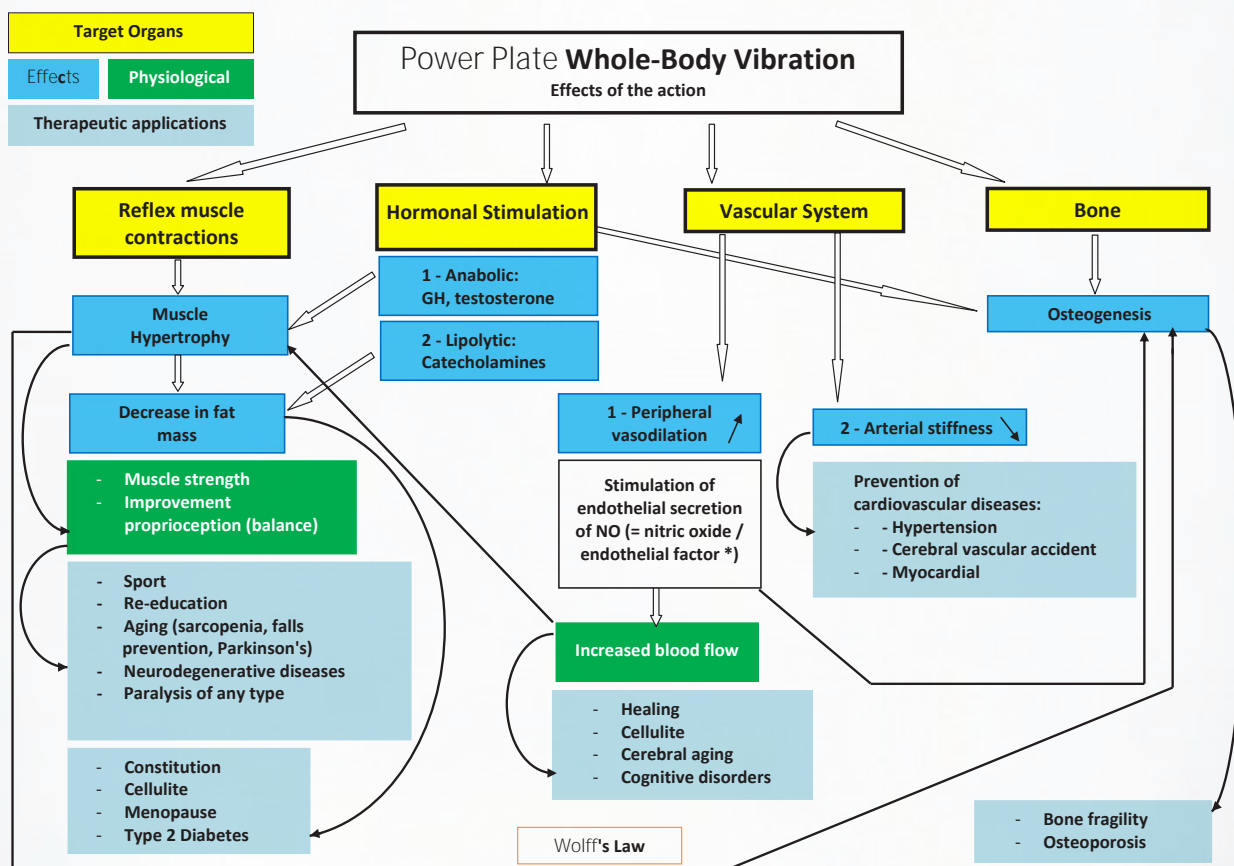 Target Organs
Effects
Physiological
Therapeutic applications
Power Plate Whole-Body Vibration
Effects of the action
Reflex muscle
contractions
Hormonal Stimulation
Vascular System
Bone
1 - Anabolic:
GH, testosterone
2 - Lipolytic:
Catecholamines
Muscle
Hypertrophy
Decrease in fat
mass
Osteogenesis
1 - Peripheral
vasodilation
2 - Arterial stiffness
- Muscle strength
- Improvement
proprioception (balance)
Stimulation of
endothelial secretion
of NO (= nitric oxide /
endothelial factor *)
Prevention of
cardiovascular diseases:
- - Hypertension
- - Cerebral vascular accident
- - Myocardial
- Sport
- Re-education
- Aging (sarcopenia, falls
prevention, Parkinson's)
- Neurodegenerative diseases
- Paralysis of any type
Increased blood flow
- Healing
- Cellulite
- Cerebral aging
- Cognitive disorders
- Constitution
- Cellulite
- Menopause
- Type 2 Diabetes
- Bone fragility
- Osteoporosis
Wolff's Law